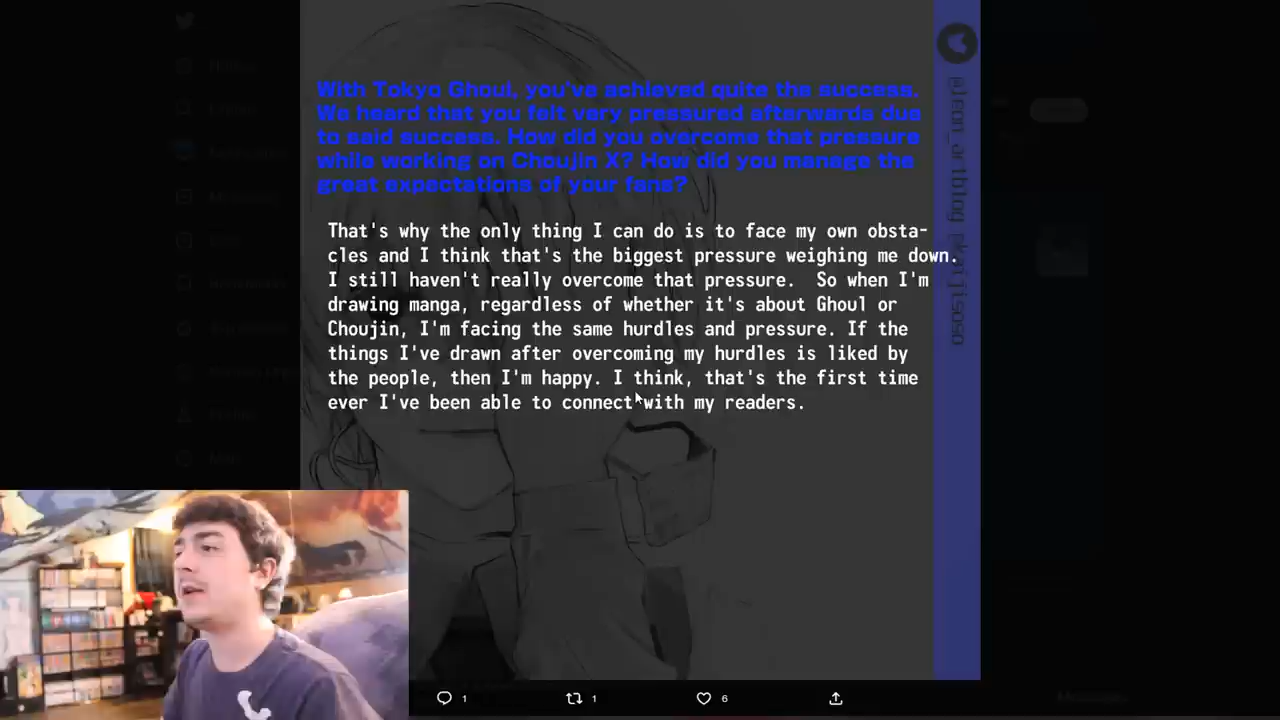 With Tokyo Ghoul, you've achieved quite the success.
We heard that you felt very pressured afterwards due
to said success. How did you overcome that pressure
while working on Choujin X? How did you manage the
great expectations of your fans?
That's why the only thing I can do is to face my own obsta-
cles and I think that's the biggest pressure weighing me down.
I still haven't really overcome that pressure.  So when I'm
drawing manga, regardless of whether it's about Ghoul or
Choujin, I'm facing the same hurdles and pressure. If the
things I've drawn after overcoming my hurdles is liked by
the people, then I'm happy. I think, that's the first time
ever I've been able to connect with my readers.
1
1
6